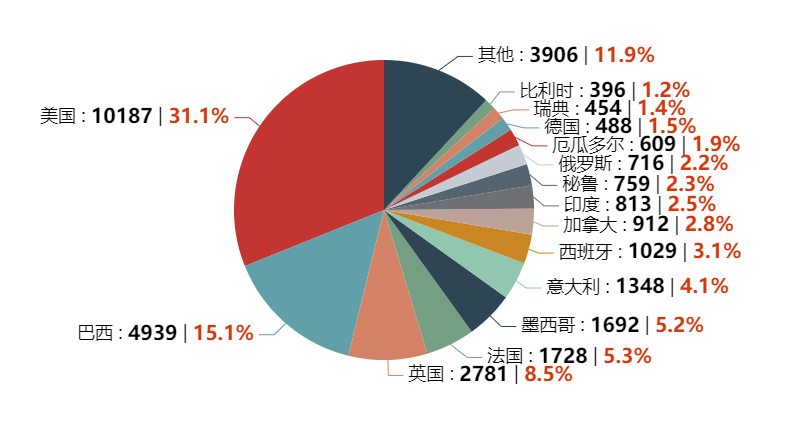 其他 : 3906 | 11.9%
比利时 : 396 | 1.2%
瑞典 : 454 | 1.4%
美国 : 10187 | 31.1%
德国 : 488 | 1.5%
厄瓜多尔 : 609 | 1.9%
俄罗斯 : 716 | 2.2%
秘鲁 : 759 | 2.3%
印度 : 813 | 2.5%
加拿大 : 912 | 2.8%
西班牙 : 1029 | 3.1%
意大利 : 1348 | 4.1%
墨西哥 : 1692 | 5.2%
巴西 : 4939 | 15.1%
法国 : 1728 | 5.3%
英国 : 2781 | 8.5%